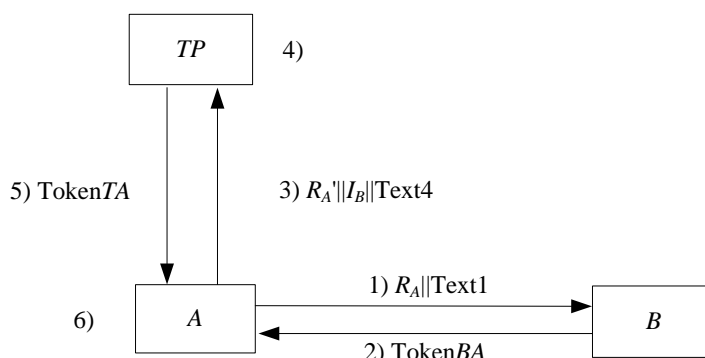 TP 4)
5) TokenTA 3) RA'||IB||Text4
1) RA||Text1
6) A B
2) TokenBA